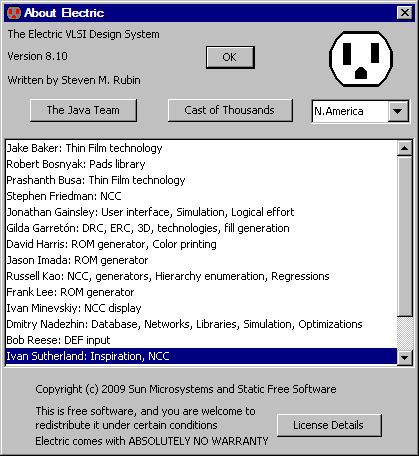 About Electric
The Electric VLSI Design System
Version 8.10
OK
Written by Steven M. Rubin
The Java Team
Cast of Thousands
N.America
Jake Baker: Thin Film technology
Robert Bosnyak: Pads library
Prashanth Busa: Thin Film technology
Stephen Friedman: NCC
Jonathan Gainsley: User interface, Simulation, Logical effort
Gilda Garretón: DRC, ERC, 3D, technologies, fill generation
David Harris: ROM generator, Color printing
Jason Imada: ROM generator
Russell Kao: NCC, generators, Hierarchy enumeration, Regressions
Frank Lee: ROM generator
Ivan Minevskiy: NCC display
Dmitry Nadezhin: Database, Networks, Libraries, Simulation, Optimizations
Bob Reese: DEF input
Ivan Sutherland: Inspiration, NCC
Copyright (c) 2009 Sun Microsystems and Static Free Software
This is free software, and you are welcome to
redistribute it under certain conditions
Electric comes with ABSOLUTELY NO WARRANTY
License Details